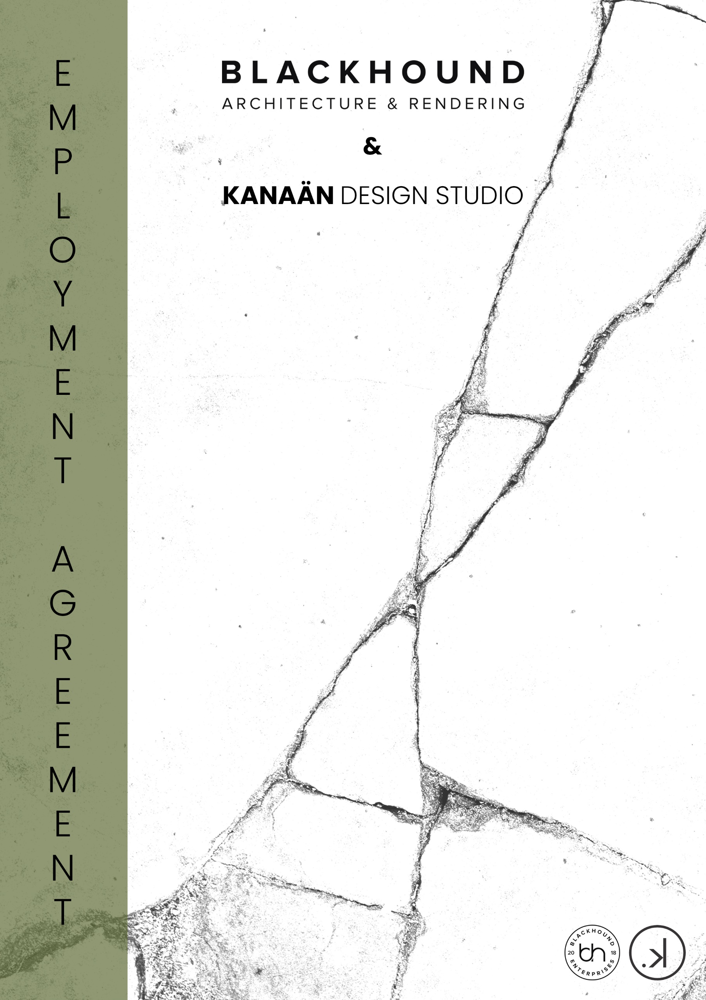 EMPLOYMENT AGREEMENT
BLACKHOUND
ARCHITECTURE & RENDERING
&
KANAÄN DESIGN STUDIO
BLACKHOUND
20 bh 18
ENTERPRISES
K.